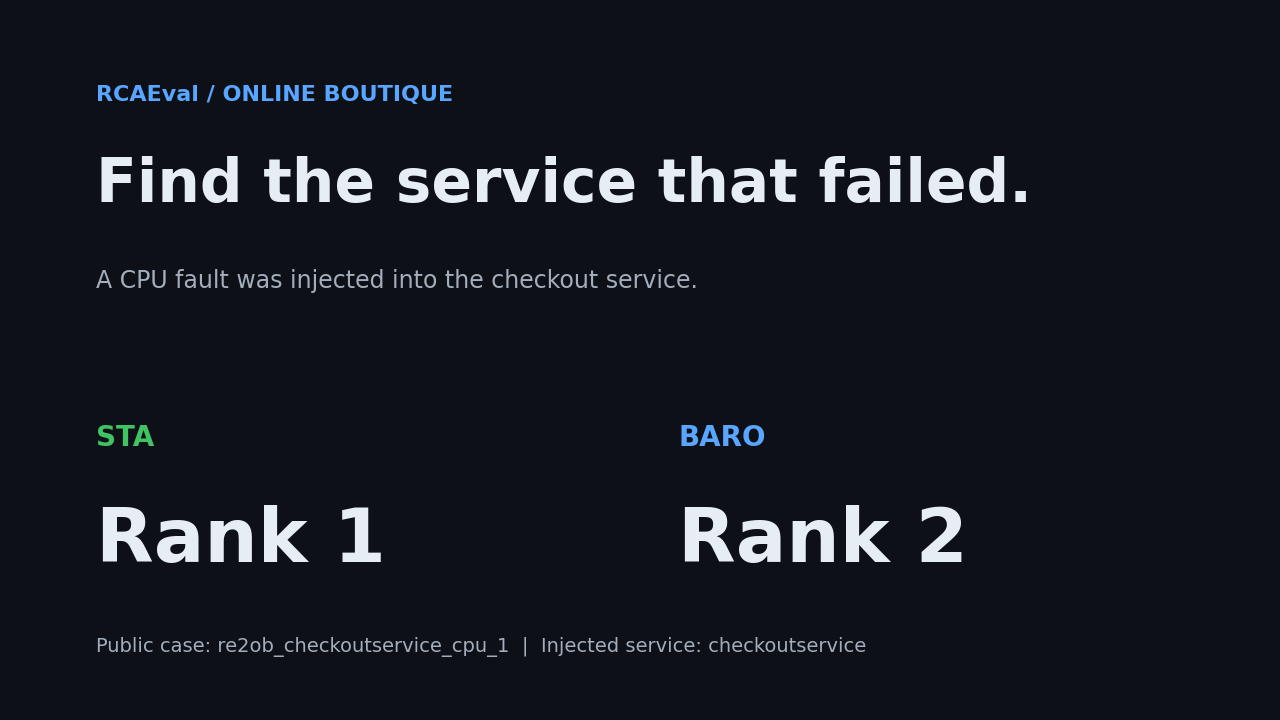 RCAEval / ONLINE BOUTIQUE
Find the service that failed.
A CPU fault was injected into the checkout service.
STA
BARO
Rank 1
Rank 2
Public case: re2ob_checkoutservice_cpu_1 | Injected service: checkoutservice